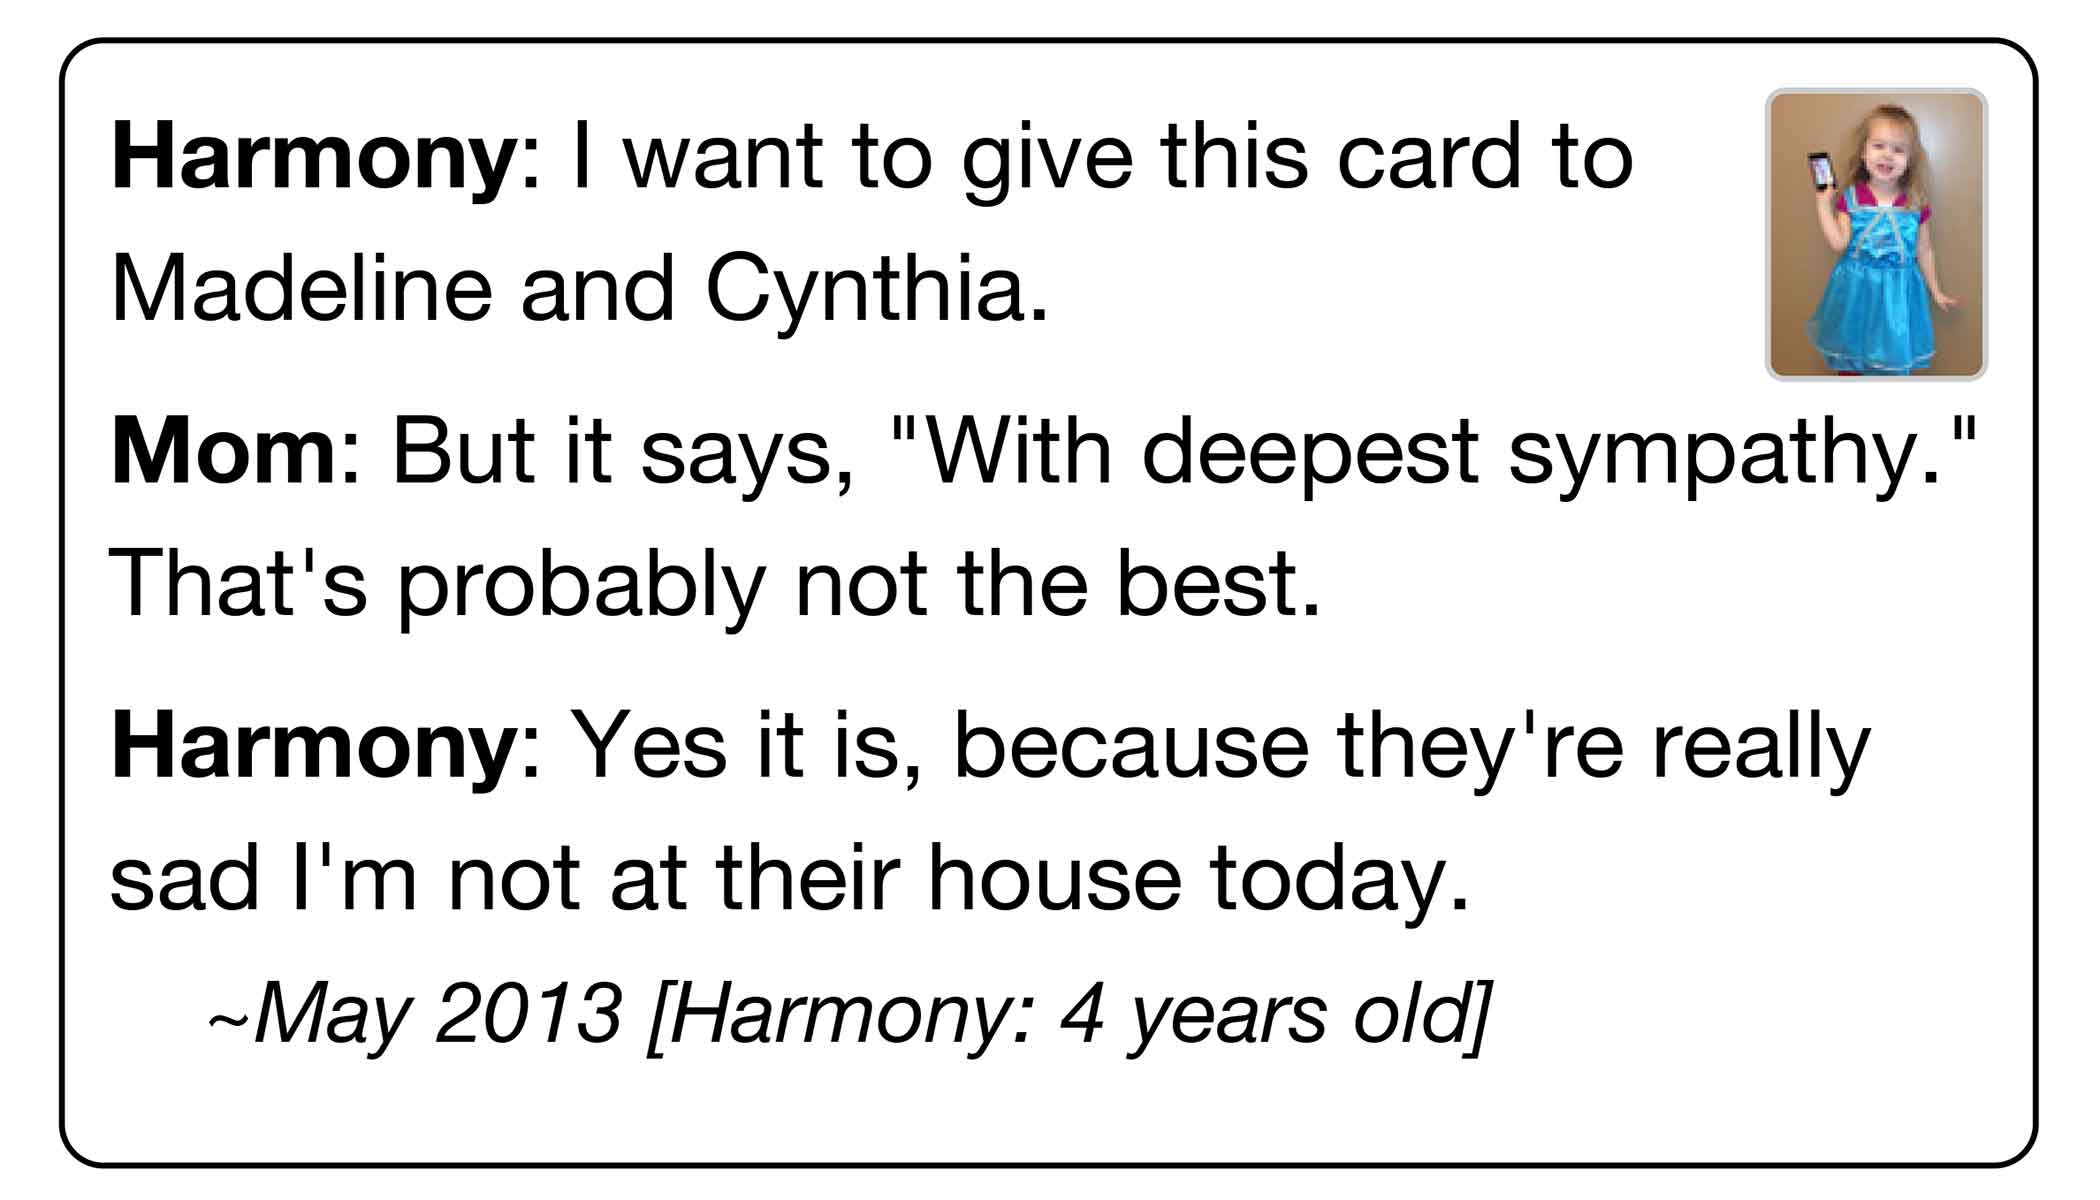 Harmony: I want to give this card to
Madeline and Cynthia.
Mom: But it says, "With deepest sympathy."
That's probably not the best.
Harmony: Yes it is, because they're really
sad I'm not at their house today.
~May 2013 [Harmony: 4 years old]